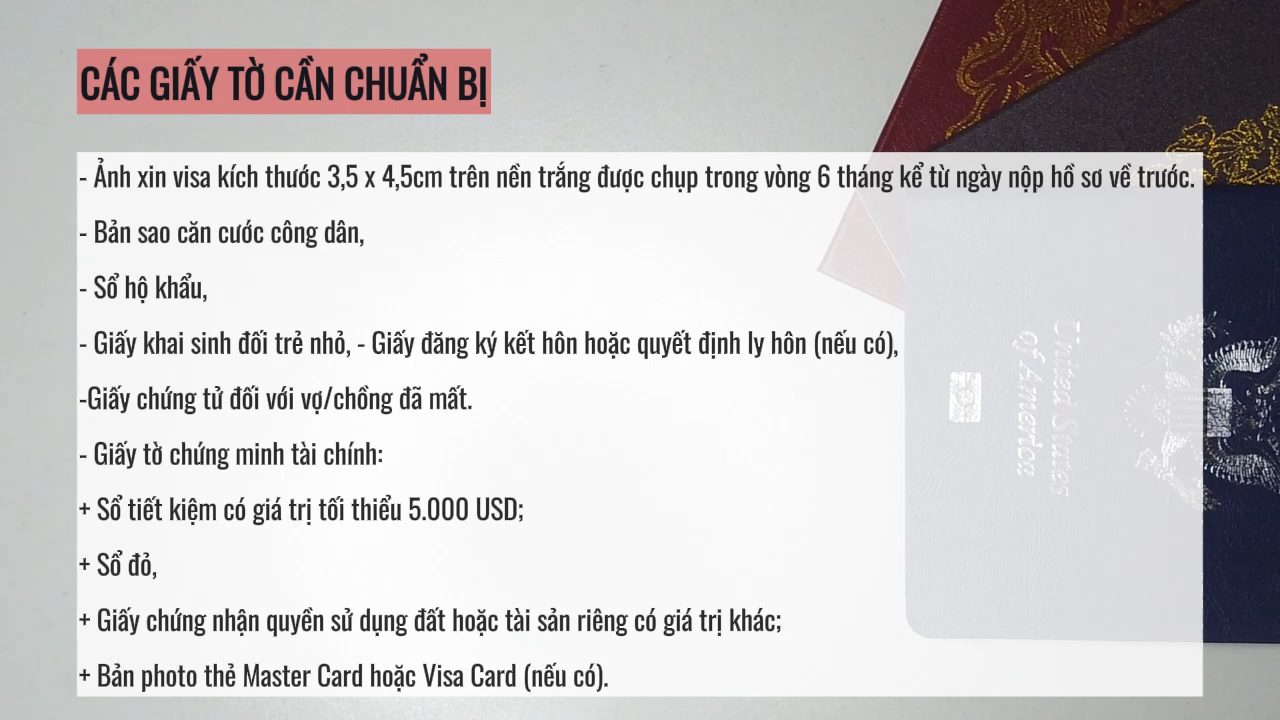 CÁC GIẤY TỜ CẦN CHUẨN BỊ
- Ảnh xin visa kích thước 3,5 x 4,5cm trên nền trắng được chụp trong vòng 6 tháng kể từ ngày nộp hồ sơ về trước.
- Bản sao căn cước công dân,
- Sổ hộ khẩu,
- Giấy khai sinh đối trẻ nhỏ, - Giấy đăng ký kết hôn hoặc quyết định ly hôn (nếu có),
-Giấy chứng tử đối với vợ/chồng đã mất.
- Giấy tờ chứng minh tài chính:
+ Sổ tiết kiệm có giá trị tối thiểu 5.000 USD;
+ Sổ đỏ,
+ Giấy chứng nhận quyền sử dụng đất hoặc tài sản riêng có giá trị khác;
+ Bản photo thẻ Master Card hoặc Visa Card (nếu có).
United States
of America